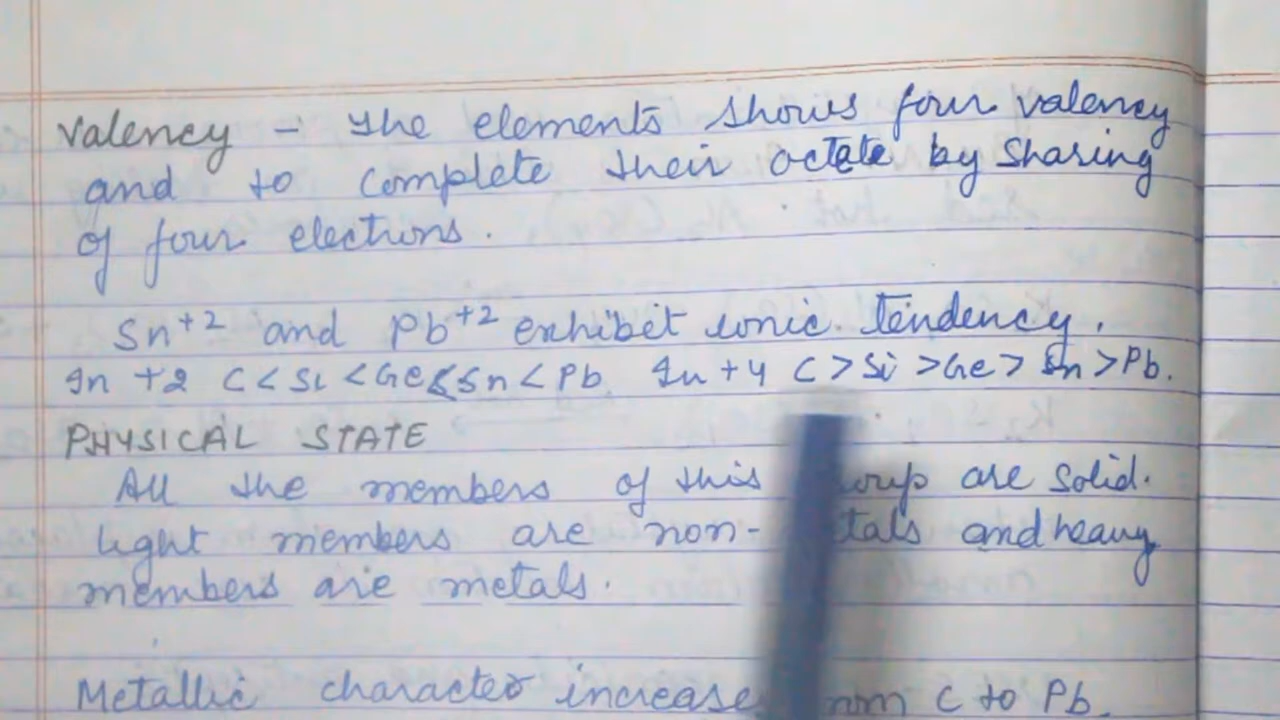 Valency - The elements shows four valency
and to complete their octete by sharing
of four elections.
Sn+2 and Pb+2 exhibit ionic tendency.
In +2 C<Si<Ge<Sn<Pb In +4 C>Si>Ge>Sn>Pb.
PHYSICAL STATE
All the members of this are solid.
light members are non- and heavy
members are metals.
Metallic character increase C to Pb.